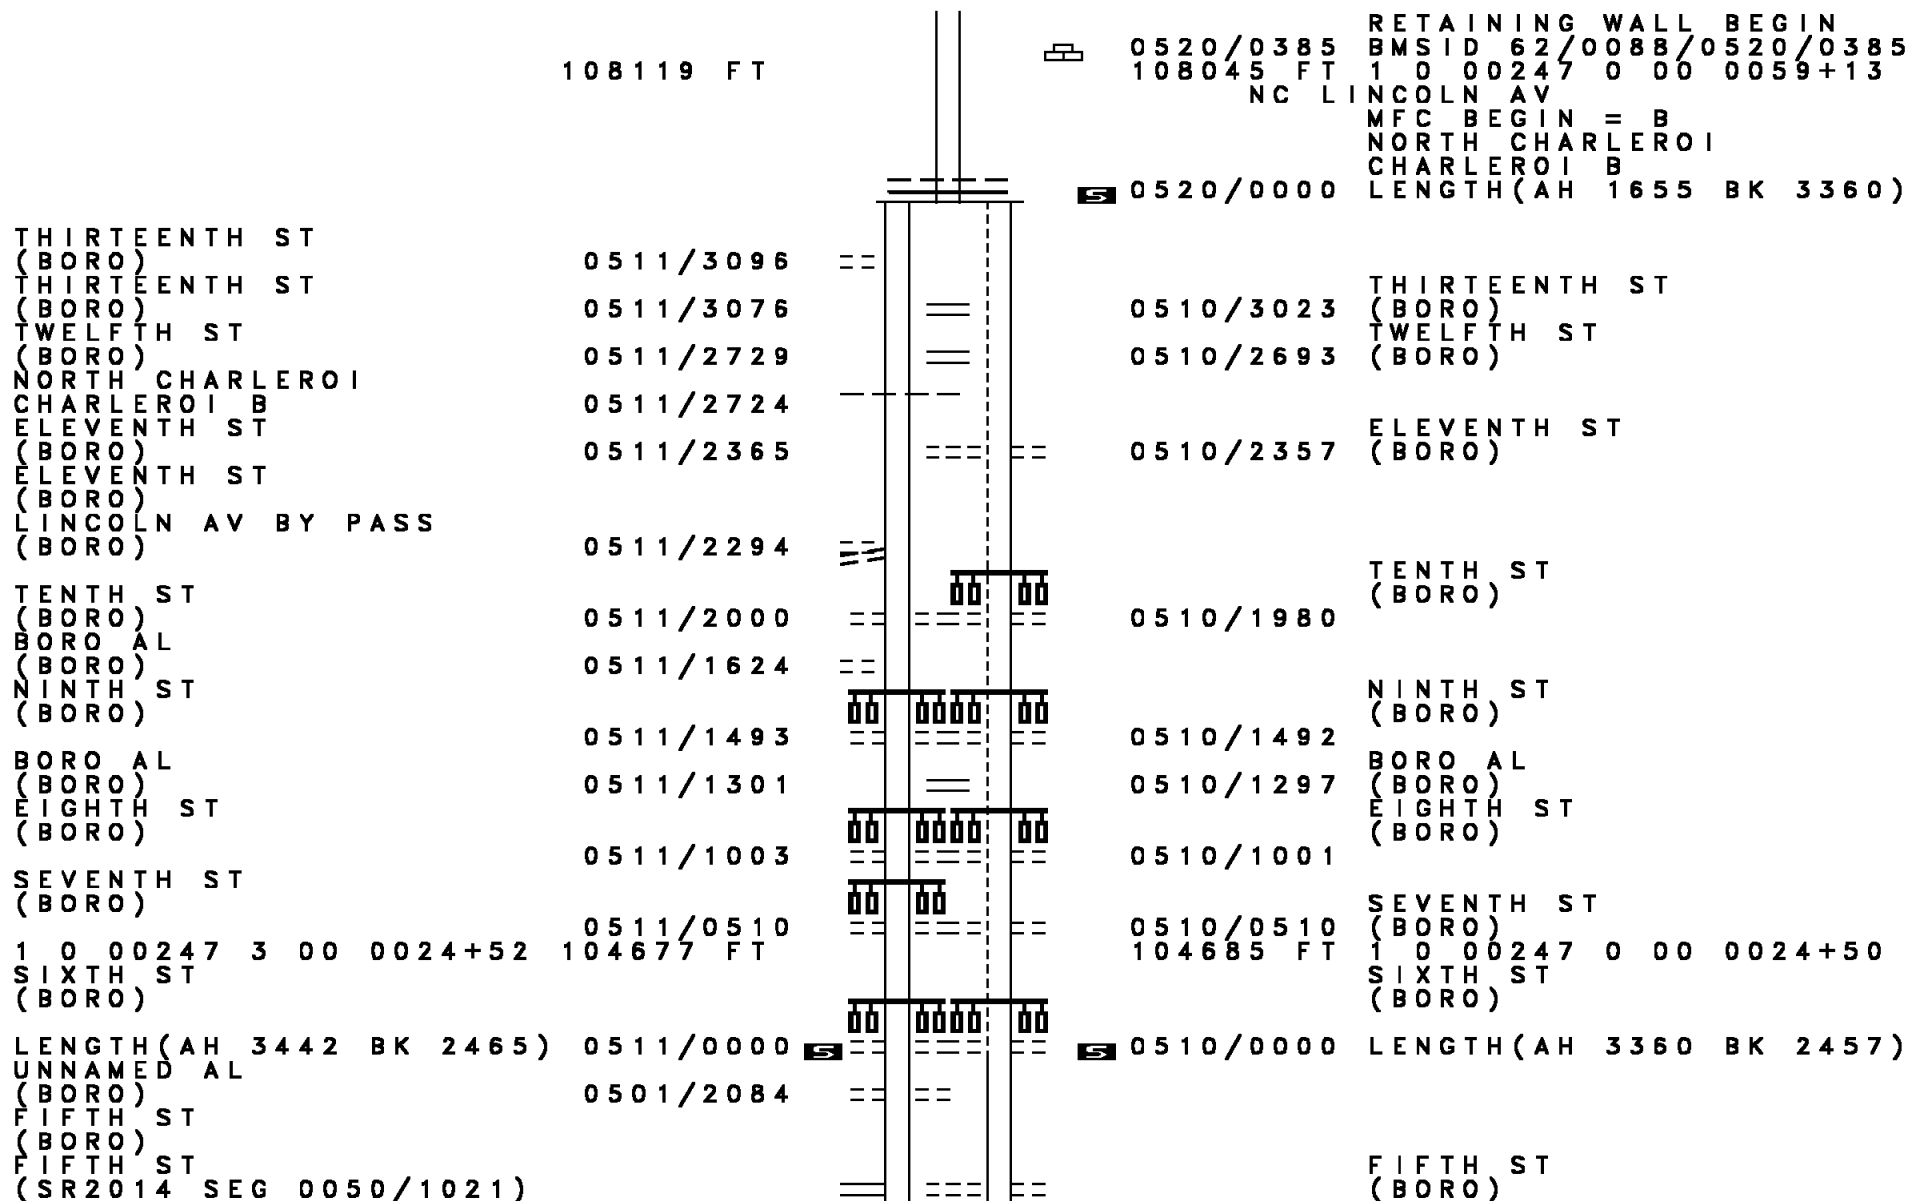 RETAINING WALL BEGIN
0520/0385 BMSID 62/0088/0520/0385
108119 FT 108045 FT 1 0 00247 0 00 0059+13
NC LINCOLN AV
MFC BEGIN = B
NORTH CHARLEROI
CHARLEROI B
S 0520/0000 LENGTH(AH 1655 BK 3360)
THIRTEENTH ST
(BORO) 0511/3096
THIRTEENTH ST THIRTEENTH ST
(BORO) 0511/3076 0510/3023 (BORO)
TWELFTH ST TWELFTH ST
(BORO) 0511/2729 0510/2693 (BORO)
NORTH CHARLEROI
CHARLEROI B 0511/2724
ELEVENTH ST ELEVENTH ST
(BORO) 0511/2365 0510/2357 (BORO)
ELEVENTH ST
(BORO)
LINCOLN AV BY PASS
(BORO) 0511/2294
TENTH ST
TENTH ST (BORO)
(BORO) 0511/2000 0510/1980
BORO AL
(BORO) 0511/1624
NINTH ST NINTH ST
(BORO) (BORO)
0511/1493 0510/1492
BORO AL BORO AL
(BORO) 0511/1301 0510/1297 (BORO)
EIGHTH ST EIGHTH ST
(BORO) (BORO)
0511/1003 0510/1001
SEVENTH ST
(BORO) SEVENTH ST
0511/0510 0510/0510 (BORO)
1 0 00247 3 00 0024+52 104677 FT 104685 FT 1 0 00247 0 00 0024+50
SIXTH ST SIXTH ST
(BORO) (BORO)
LENGTH(AH 3442 BK 2465) 0511/0000 S S 0510/0000 LENGTH(AH 3360 BK 2457)
UNNAMED AL
(BORO) 0501/2084
FIFTH ST
(BORO)
FIFTH ST FIFTH ST
(SR2014 SEG 0050/1021) (BORO)